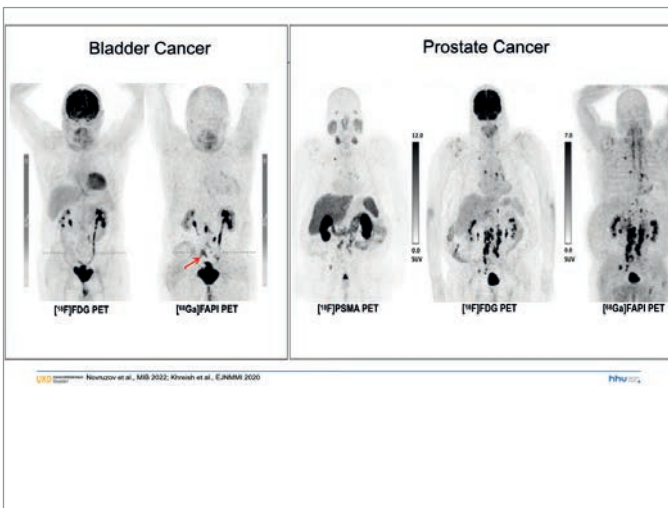 Bladder Cancer
Prostate Cancer
12.0
0.0
SUV
7.0
0.0
SUV
[¹⁸F]FDG PET
[⁶⁸Ga]FAPI PET
[¹⁸F]PSMA PET
[¹⁸F]FDG PET
[⁶⁸Ga]FAPI PET
UKD
Novruzov et al., MIB 2022; Khreish et al., EJNMMI 2020
hhu